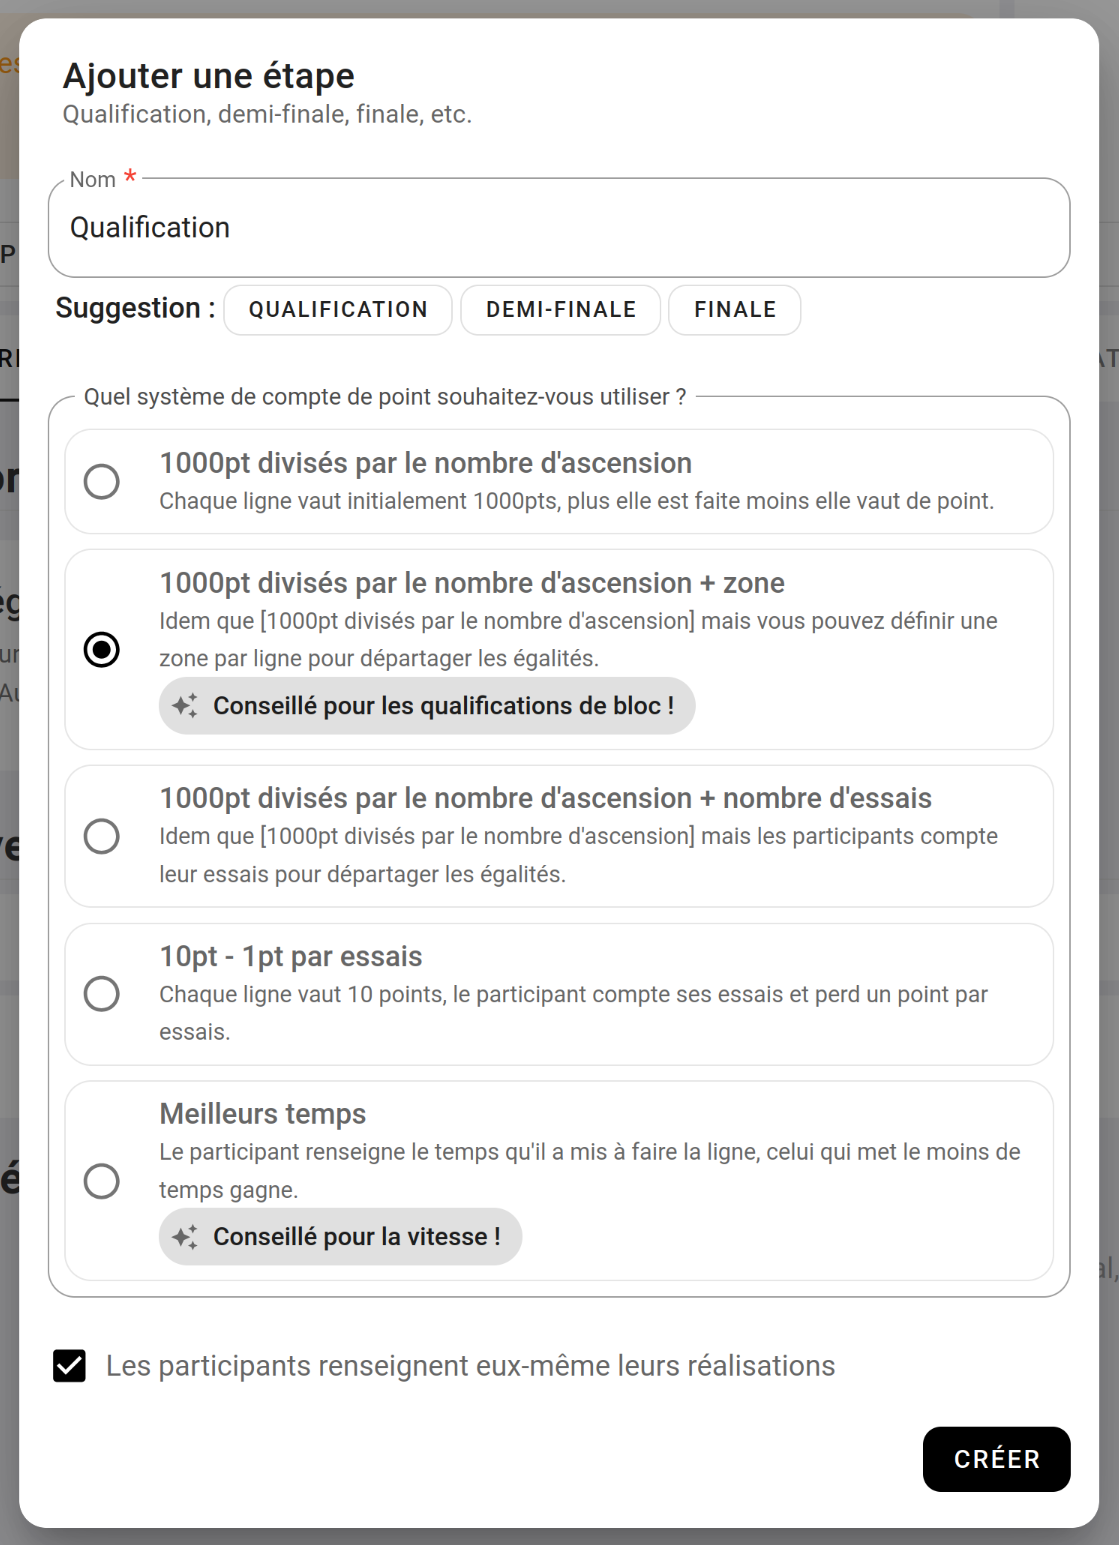 Ajouter une étape
Qualification, demi-finale, finale, etc.
Nom *
Qualification
Suggestion : QUALIFICATION DEMI-FINALE FINALE
Quel système de compte de point souhaitez-vous utiliser ?
1000pt divisés par le nombre d'ascension
Chaque ligne vaut initialement 1000pts, plus elle est faite moins elle vaut de point.
1000pt divisés par le nombre d'ascension + zone
Idem que [1000pt divisés par le nombre d'ascension] mais vous pouvez définir une
zone par ligne pour départager les égalités.
Conseillé pour les qualifications de bloc !
1000pt divisés par le nombre d'ascension + nombre d'essais
Idem que [1000pt divisés par le nombre d'ascension] mais les participants compte
leur essais pour départager les égalités.
10pt - 1pt par essais
Chaque ligne vaut 10 points, le participant compte ses essais et perd un point par
essais.
Meilleurs temps
Le participant renseigne le temps qu'il a mis à faire la ligne, celui qui met le moins de
temps gagne.
Conseillé pour la vitesse !
Les participants renseignent eux-même leurs réalisations
CRÉER